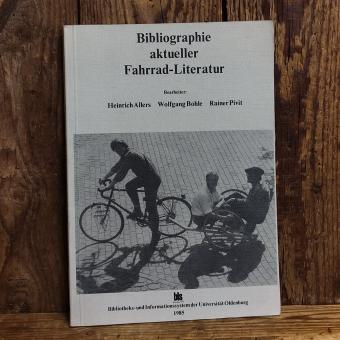 Bibliographie
aktueller
Fahrrad-Literatur
Bearbeiter:
Heinrich Allers Wolfgang Bohle Rainer Pivit
bis
Bibliotheks- und Informationssystem der Universität Oldenburg
1985